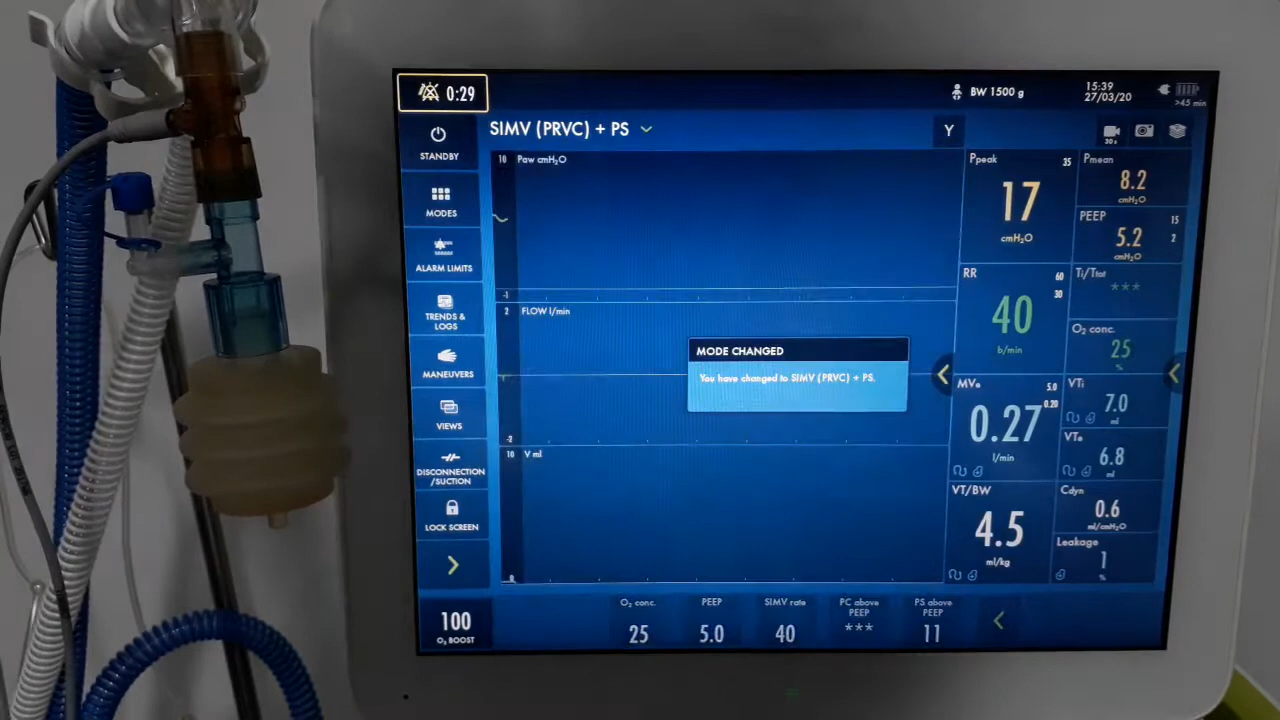 0:29
BW 1500 g
15:39
27/03/20
>45 min
STANDBY
MODES
ALARM LIMITS
TRENDS &
LOGS
MANEUVERS
VIEWS
DISCONNECTION
/SUCTION
LOCK SCREEN
100
O₂ BOOST
SIMV (PRVC) + PS
Y
30 s
10 Paw cmH₂O
-1
2 FLOW l/min
-2
10 V ml
0
MODE CHANGED
You have changed to SIMV (PRVC) + PS.
Ppeak 35
17
cmH₂O
Pmean
8.2
cmH₂O
PEEP 15
5.2 2
cmH₂O
RR 60
30
40
b/min
Ti/Ttot
***
O₂ conc.
25
%
MVe 5.0
0.20
0.27
l/min
VTi
7.0
ml
VTe
6.8
ml
VT/BW
4.5
ml/kg
Cdyn
0.6
ml/cmH₂O
Leakage
1
%
O₂ conc.
25
PEEP
5.0
SIMV rate
40
PC above
PEEP
***
PS above
PEEP
11